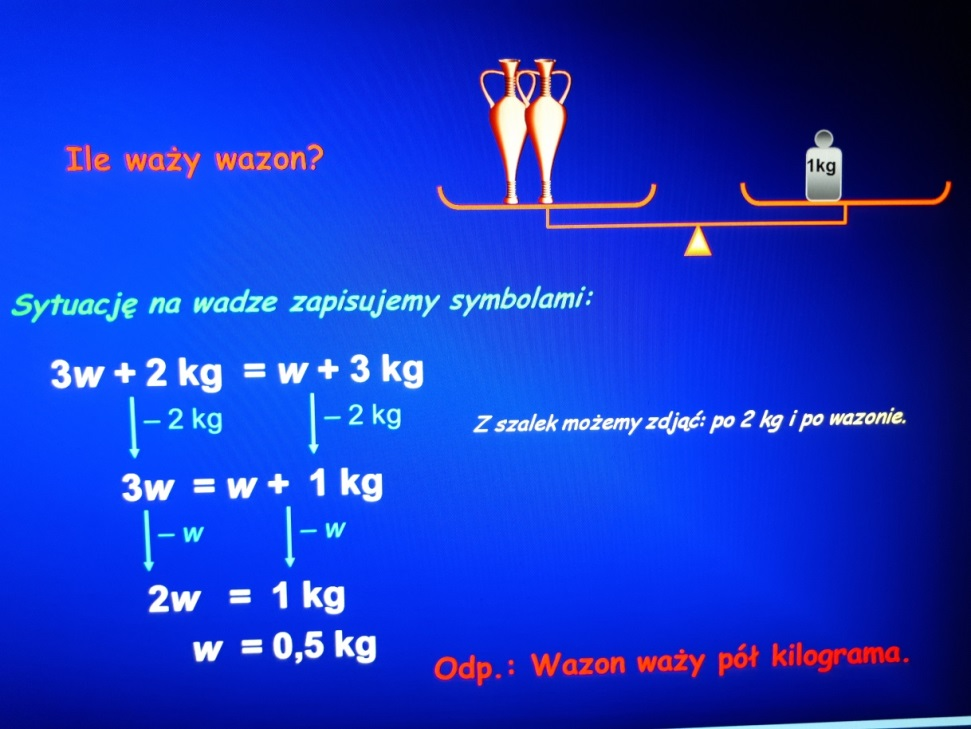 Ile waży wazon?
1kg
Sytuację na wadze zapisujemy symbolami:
3w + 2 kg = w + 3 kg
– 2 kg – 2 kg
Z szalek możemy zdjąć: po 2 kg i po wazonie.
3w = w + 1 kg
– w – w
2w = 1 kg
w = 0,5 kg
Odp.: Wazon waży pół kilograma.